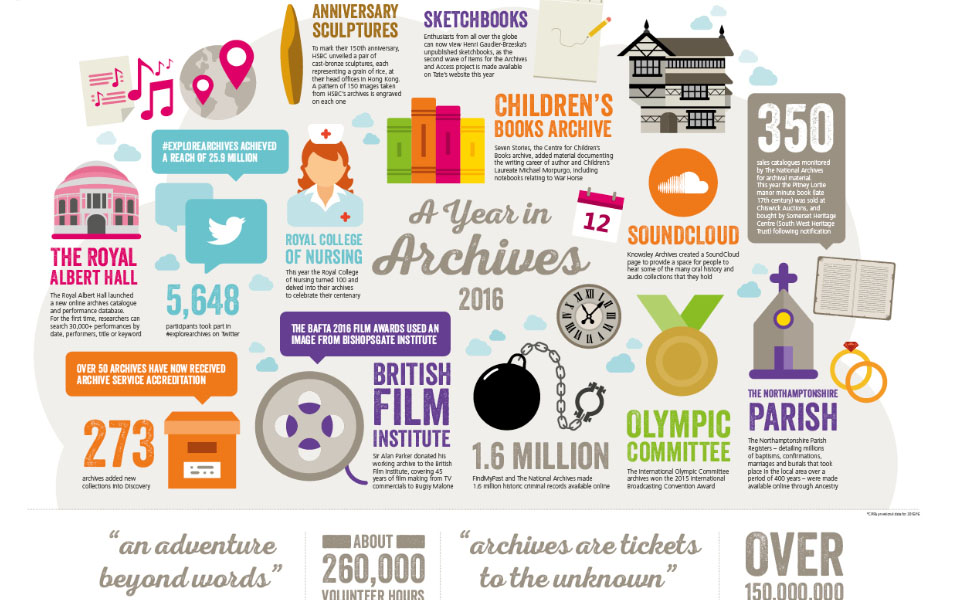 ANNIVERSARY
SCULPTURES
To mark their 150th anniversary,
HSBC unveiled a pair of
cast-bronze sculptures, each
representing a grain of rice, at
their head offices in Hong Kong.
A pattern of 150 images taken
from HSBC's archives is engraved
on each one
SKETCHBOOKS
Enthusiasts from all over the globe
can now view Henri Gaudier-Brzeska's
unpublished sketchbooks, as the
second wave of items for the Archives
and Access project is made available
on Tate's website this year
CHILDREN'S
BOOKS ARCHIVE
Seven Stories, the Centre for Children's
Books archive, added material documenting
the writing career of author and Children's
Laureate Michael Morpurgo, including
notebooks relating to War Horse
350
sales catalogues monitored
by The National Archives
for archival material.
This year the Pitney Lortie
manor minute book (late
17th century) was sold at
Chiswick Auctions, and
bought by Somerset Heritage
Centre (South West Heritage
Trust) following notification
#EXPLOREARCHIVES ACHIEVED
A REACH OF 25.9 MILLION
THE ROYAL
ALBERT HALL
The Royal Albert Hall launched
a new online archives catalogue
and performance database.
For the first time, researchers can
search 30,000+ performances by
date, performers, title or keyword
5,648
participants took part in
#explorearchives on Twitter
ROYAL COLLEGE
OF NURSING
This year the Royal College
of Nursing turned 100 and
delved into their archives
to celebrate their centenary
A Year in
Archives
2016
12
SOUNDCLOUD
Knowsley Archives created a SoundCloud
page to provide a space for people to
hear some of the many oral history and
audio collections that they hold
OVER 50 ARCHIVES HAVE NOW RECEIVED
ARCHIVE SERVICE ACCREDITATION
273
archives added new
collections into Discovery
archives
THE BAFTA 2016 FILM AWARDS USED AN
IMAGE FROM BISHOPSGATE INSTITUTE
BRITISH
FILM
INSTITUTE
Sir Alan Parker donated his
working archive to the British
Film Institute, covering 45
years of film making from TV
commercials to Bugsy Malone
1.6 MILLION
FindMyPast and The National Archives made
1.6 million historic criminal records available online
OLYMPIC
COMMITTEE
The International Olympic Committee
archives won the 2015 International
Broadcasting Convention Award
THE NORTHAMPTONSHIRE
PARISH
The Northamptonshire Parish
Registers – detailing millions
of baptisms, confirmations,
marriages and burials that took
place in the local area over a
period of 400 years – were made
available online through Ancestry
"an adventure
beyond words"
ABOUT
260,000
VOLUNTEER HOURS
"archives are tickets
to the unknown"
OVER
150,000,000